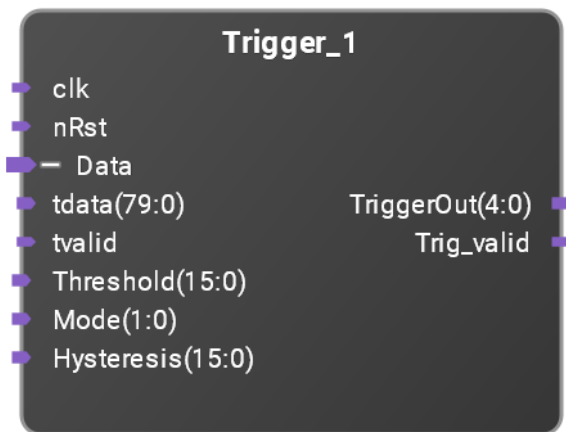 Trigger_1
clk
nRst
Data
tdata(79:0) TriggerOut(4:0)
tvalid Trig_valid
Threshold(15:0)
Mode(1:0)
Hysteresis(15:0)